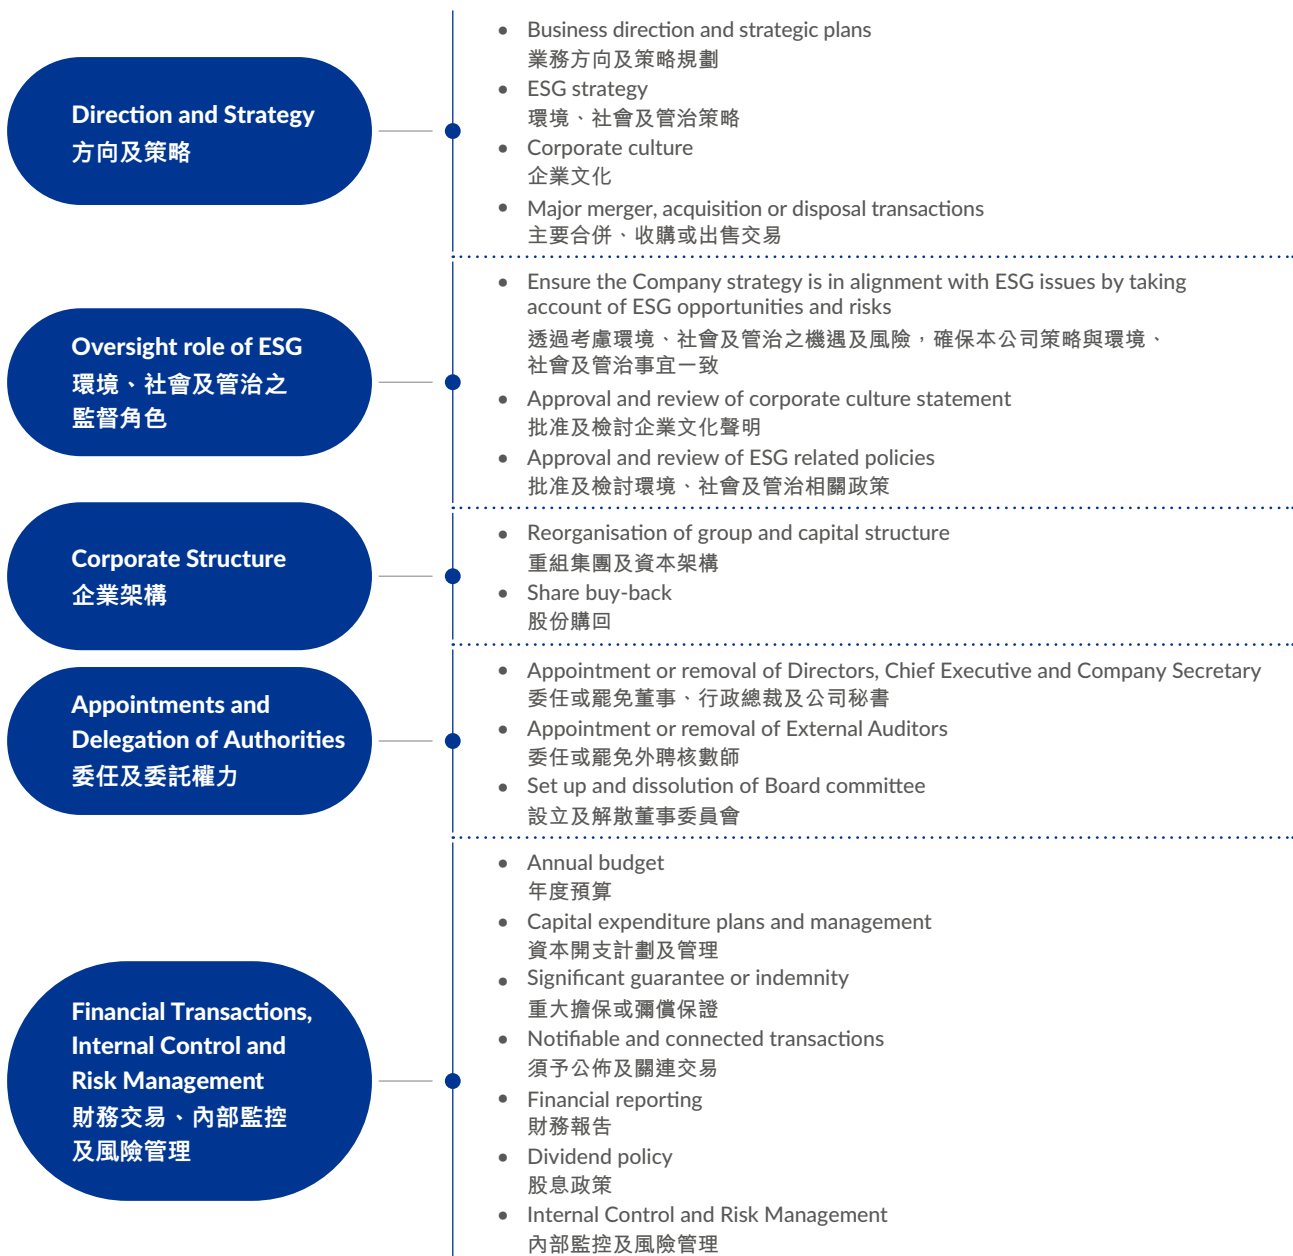 Direction and Strategy
方向及策略
• Business direction and strategic plans
業務方向及策略規劃
• ESG strategy
環境、社會及管治策略
• Corporate culture
企業文化
• Major merger, acquisition or disposal transactions
主要合併、收購或出售交易
Oversight role of ESG
環境、社會及管治之
監督角色
• Ensure the Company strategy is in alignment with ESG issues by taking
account of ESG opportunities and risks
透過考慮環境、社會及管治之機遇及風險，確保本公司策略與環境、
社會及管治事宜一致
• Approval and review of corporate culture statement
批准及檢討企業文化聲明
• Approval and review of ESG related policies
批准及檢討環境、社會及管治相關政策
Corporate Structure
企業架構
• Reorganisation of group and capital structure
重組集團及資本架構
• Share buy-back
股份購回
Appointments and
Delegation of Authorities
委任及委託權力
• Appointment or removal of Directors, Chief Executive and Company Secretary
委任或罷免董事、行政總裁及公司秘書
• Appointment or removal of External Auditors
委任或罷免外聘核數師
• Set up and dissolution of Board committee
設立及解散董事委員會
Financial Transactions,
Internal Control and
Risk Management
財務交易、內部監控
及風險管理
• Annual budget
年度預算
• Capital expenditure plans and management
資本開支計劃及管理
• Significant guarantee or indemnity
重大擔保或彌償保證
• Notifiable and connected transactions
須予公佈及關連交易
• Financial reporting
財務報告
• Dividend policy
股息政策
• Internal Control and Risk Management
內部監控及風險管理